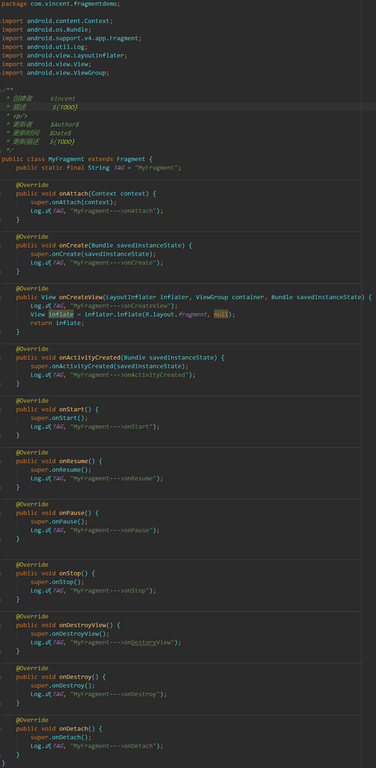 package com.vincent.fragmentdemo;
import android.content.Context;
import android.os.Bundle;
import android.support.v4.app.Fragment;
import android.util.Log;
import android.view.LayoutInflater;
import android.view.View;
import android.view.ViewGroup;
/**
* 创建者 Vincent
* 描述 ${TODO}
* <p/>
* 更新者 $Author$
* 更新时间 $Date$
* 更新描述 ${TODO}
*/
public class MyFragment extends Fragment {
public static final String TAG = "MyFragment";
@Override
public void onAttach(Context context) {
super.onAttach(context);
Log.d(TAG, "MyFragment--->onAttach");
}
@Override
public void onCreate(Bundle savedInstanceState) {
super.onCreate(savedInstanceState);
Log.d(TAG, "MyFragment--->onCreate");
}
@Override
public View onCreateView(LayoutInflater inflater, ViewGroup container, Bundle savedInstanceState) {
Log.d(TAG, "MyFragment--->onCreateView");
View inflate = inflater.inflate(R.layout.fragment, null);
return inflate;
}
@Override
public void onActivityCreated(Bundle savedInstanceState) {
super.onActivityCreated(savedInstanceState);
Log.d(TAG, "MyFragment--->onActivityCreated");
}
@Override
public void onStart() {
super.onStart();
Log.d(TAG, "MyFragment--->onStart");
}
@Override
public void onResume() {
super.onResume();
Log.d(TAG, "MyFragment--->onResume");
}
@Override
public void onPause() {
super.onPause();
Log.d(TAG, "MyFragment--->onPause");
}
@Override
public void onStop() {
super.onStop();
Log.d(TAG, "MyFragment--->onStop");
}
@Override
public void onDestroyView() {
super.onDestroyView();
Log.d(TAG, "MyFragment--->onDestoryView");
}
@Override
public void onDestroy() {
super.onDestroy();
Log.d(TAG, "MyFragment--->onDestroy");
}
@Override
public void onDetach() {
super.onDetach();
Log.d(TAG, "MyFragment--->onDetach");
}
}